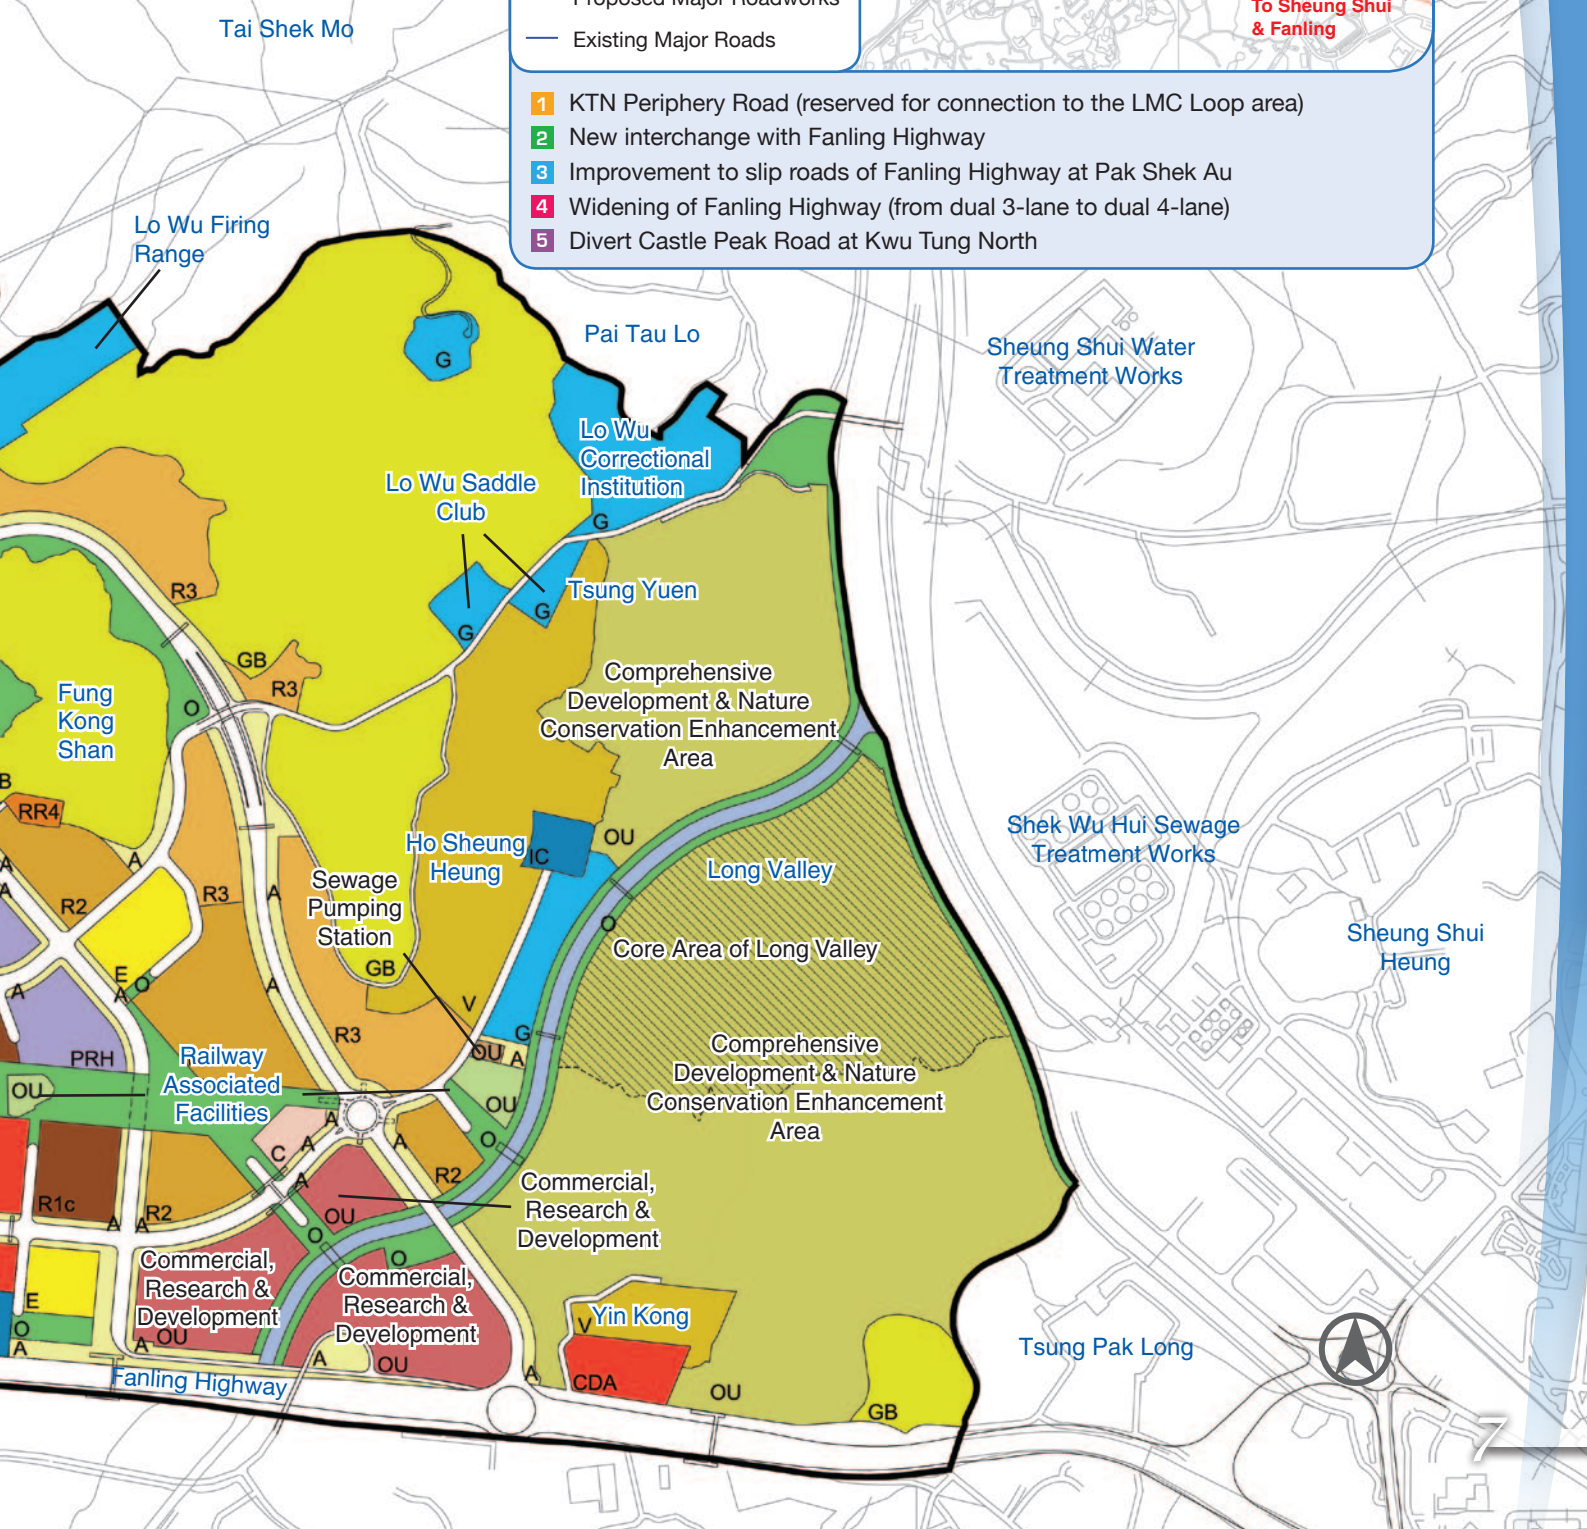 Proposed Major Roadworks
Existing Major Roads
To Sheung Shui
& Fanling
1 KTN Periphery Road (reserved for connection to the LMC Loop area)
2 New interchange with Fanling Highway
3 Improvement to slip roads of Fanling Highway at Pak Shek Au
4 Widening of Fanling Highway (from dual 3-lane to dual 4-lane)
5 Divert Castle Peak Road at Kwu Tung North
Tai Shek Mo
Lo Wu Firing
Range
Pai Tau Lo
G
Sheung Shui Water
Treatment Works
Lo Wu
Correctional
Institution
G
Lo Wu Saddle
Club
G
G
Tsung Yuen
R3
GB
R3
O
Fung
Kong
Shan
Comprehensive
Development & Nature
Conservation Enhancement
Area
B
RR4
A
A
A
R2
R3
A
Ho Sheung
Heung
IC
OU
Long Valley
Shek Wu Hui Sewage
Treatment Works
Sewage
Pumping
Station
GB
O
Core Area of Long Valley
Sheung Shui
Heung
E
A
O
A
A
V
R3
G
OU
A
PRH
OU
Railway
Associated
Facilities
Comprehensive
Development & Nature
Conservation Enhancement
Area
OU
O
A
A
A
C
A
R2
R1c
A
A
R2
OU
O
Commercial,
Research &
Development
Commercial,
Research &
Development
O
Commercial,
Research &
Development
E
O
A
A
OU
A
OU
A
Fanling Highway
V
Yin Kong
CDA
OU
GB
Tsung Pak Long
7